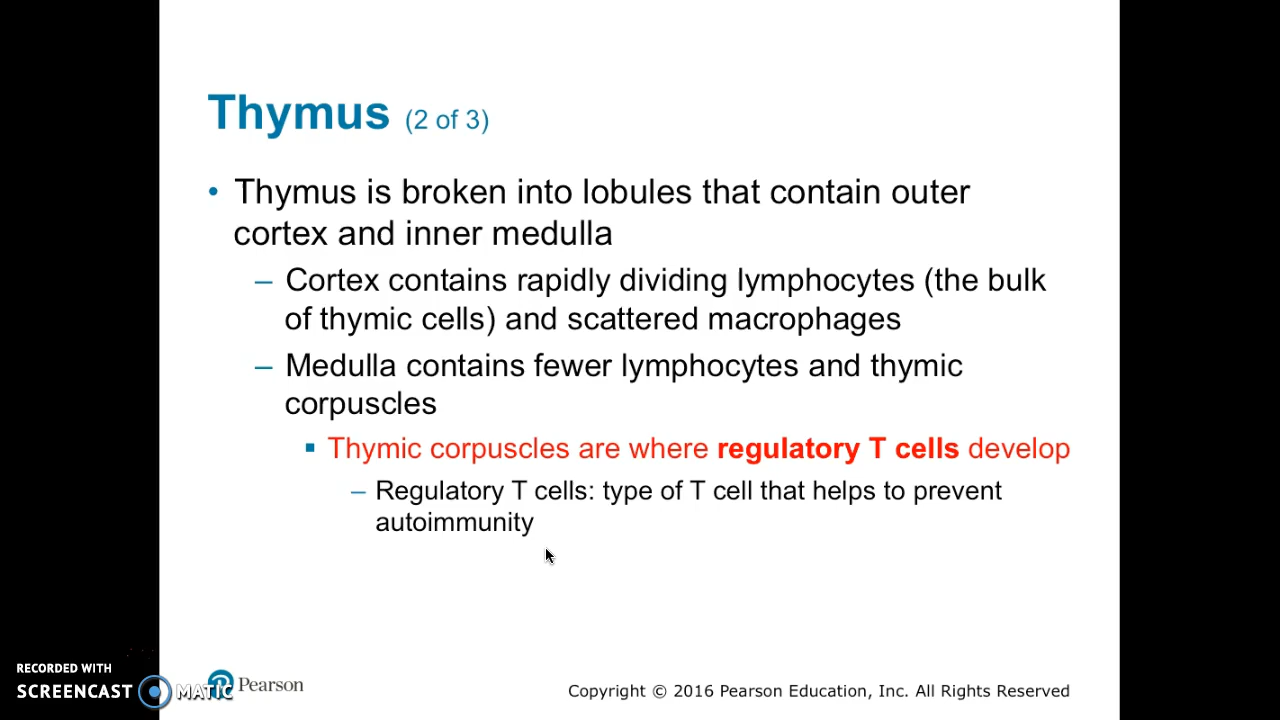 Thymus (2 of 3)
• Thymus is broken into lobules that contain outer
cortex and inner medulla
– Cortex contains rapidly dividing lymphocytes (the bulk
of thymic cells) and scattered macrophages
– Medulla contains fewer lymphocytes and thymic
corpuscles
▪ Thymic corpuscles are where regulatory T cells develop
– Regulatory T cells: type of T cell that helps to prevent
autoimmunity
RECORDED WITH
SCREENCAST MATIC
Pearson
Copyright © 2016 Pearson Education, Inc. All Rights Reserved